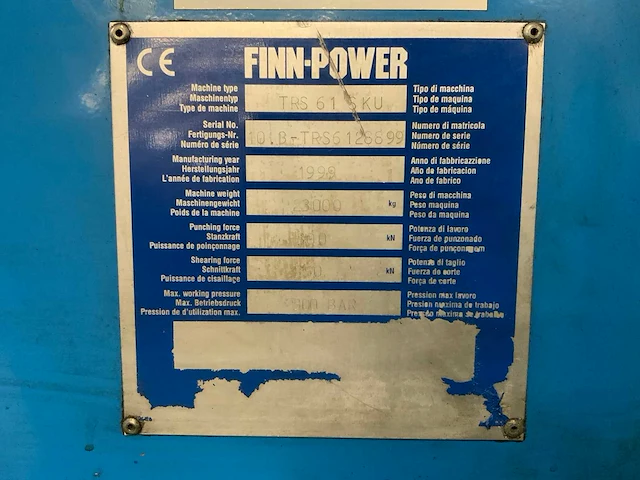 CE FINN-POWER
Machine type
Maschinentyp
Type de machine
TRS 61 SKU
Tipo di macchina
Tipo de maquina
Tipo de máquina
Serial No.
Fertigungs-Nr.
Numéro de série
Numero di matricola
Numero de serie
Número de série
Manufacturing year
Herstellungsjahr
L'année de fabrication
1998
Anno di fabbricazzione
Año de fabricacion
Ano de fabrico
Machine weight
Maschinengewicht
Poids de la machine
23000 kg
Peso di macchina
Peso maquina
Peso da maquina
Punching force
Stanzkraft
Puissance de poinçonnage
kN
Potenza di lavoro
Fuerza de punzonado
Força de punçonagem
Shearing force
Schnittkraft
Puissance de cisaillage
kN
Potenza di taglio
Fuerza de corte
Força de corte
Max. working pressure
Max. Betriebsdruck
Pression de d'utilization max.
BAR
Pression max lavoro
Presion maxima de trabajo
Pressão maxima de trabalho